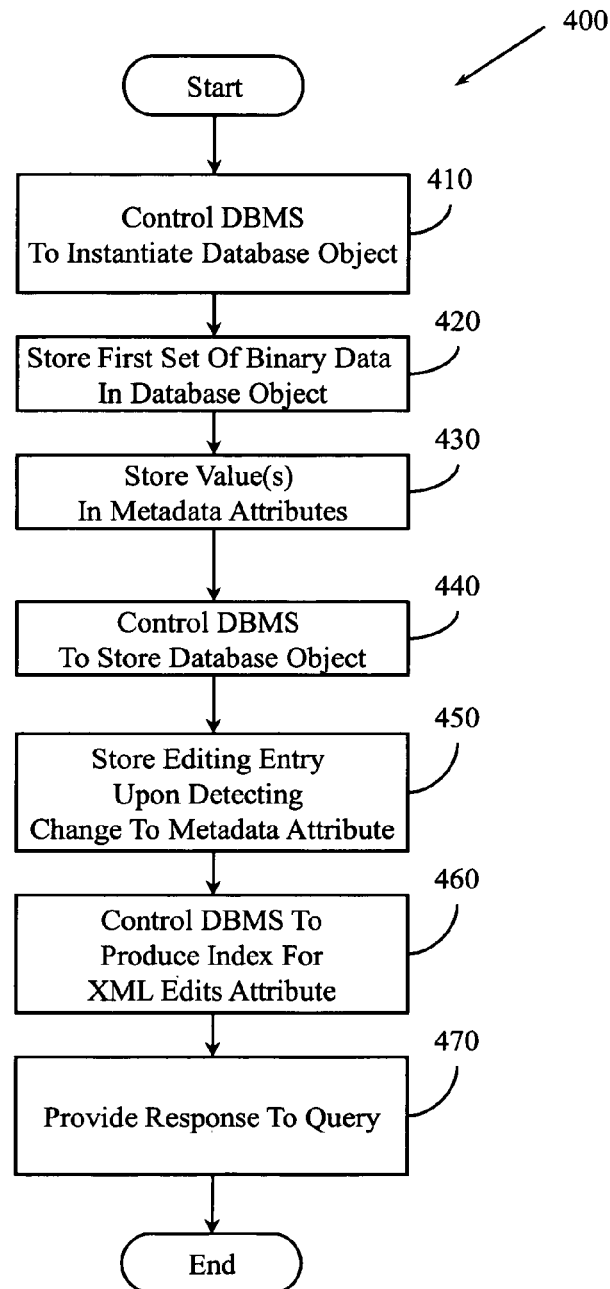 400
Start
410
Control DBMS
To Instantiate Database Object
420
Store First Set Of Binary Data
In Database Object
430
Store Value(s)
In Metadata Attributes
440
Control DBMS
To Store Database Object
450
Store Editing Entry
Upon Detecting
Change To Metadata Attribute
460
Control DBMS To
Produce Index For
XML Edits Attribute
470
Provide Response To Query
End